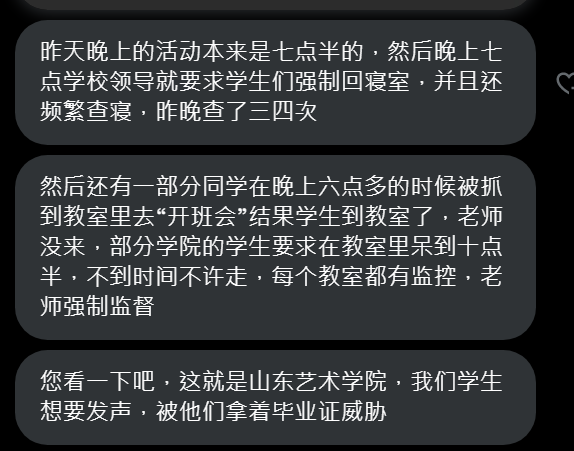 昨天晚上的活动本来是七点半的，然后晚上七
点学校领导就要求学生们强制回寝室，并且还
频繁查寝，昨晚查了三四次
然后还有一部分同学在晚上六点多的时候被抓
到教室里去“开班会”结果学生到教室了，老师
没来，部分学院的学生要求在教室里呆到十点
半，不到时间不许走，每个教室都有监控，老
师强制监督
您看一下吧，这就是山东艺术学院，我们学生
想要发声，被他们拿着毕业证威胁